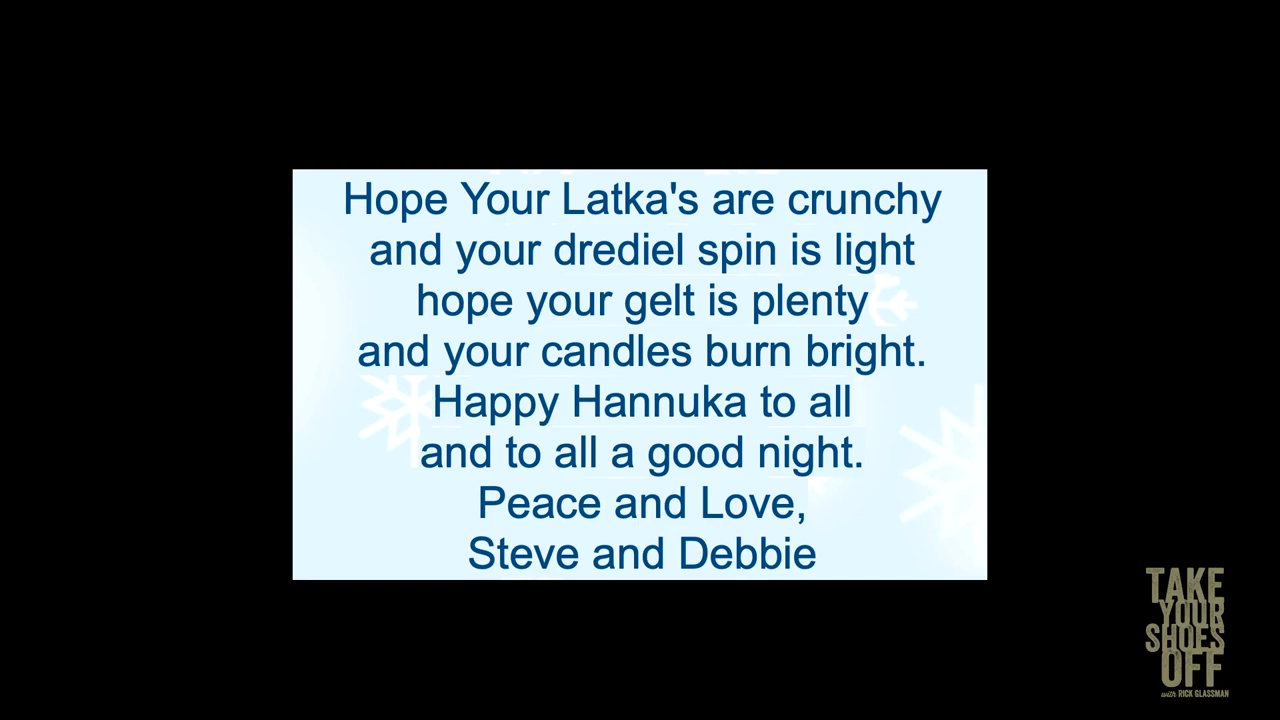 Hope Your Latka's are crunchy
and your drediel spin is light
hope your gelt is plenty
and your candles burn bright.
Happy Hannuka to all
and to all a good night.
Peace and Love,
Steve and Debbie
TAKE
YOUR
SHOES
OFF
with RICK GLASSMAN